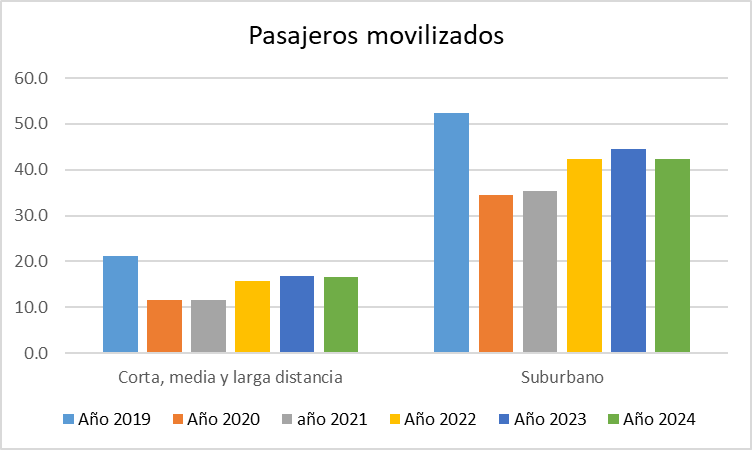 Pasajeros movilizados
60.0
50.0
40.0
30.0
20.0
10.0
0.0
Corta, media y larga distancia
Suburbano
Año 2019
Año 2020
año 2021
Año 2022
Año 2023
Año 2024